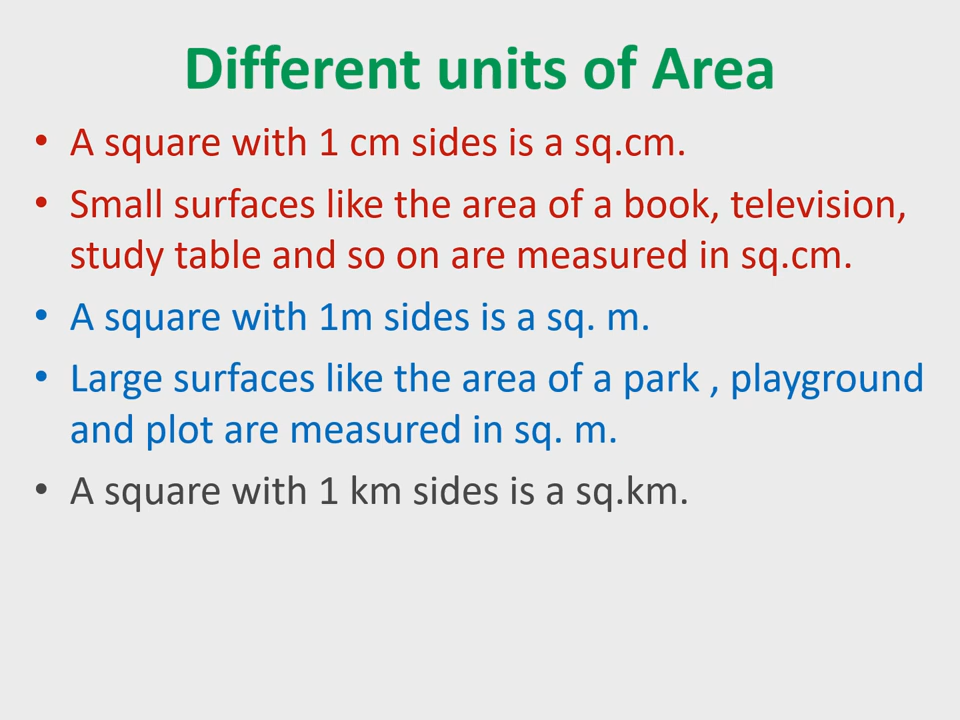 Different units of Area
• A square with 1 cm sides is a sq.cm.
• Small surfaces like the area of a book, television,
study table and so on are measured in sq.cm.
• A square with 1m sides is a sq. m.
• Large surfaces like the area of a park , playground
and plot are measured in sq. m.
• A square with 1 km sides is a sq.km.